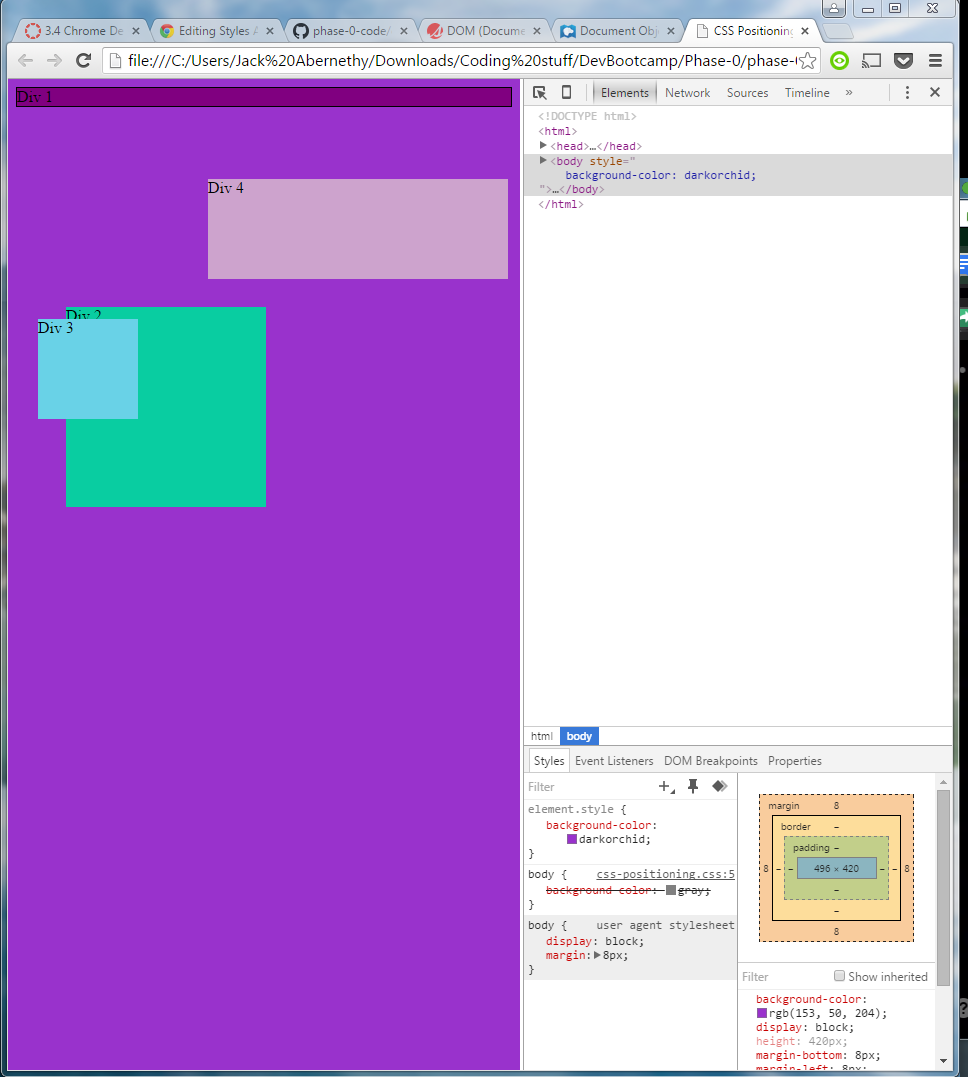 3.4 Chrome De
Editing Styles A
phase-0-code/
DOM (Docume
Document Obj
CSS Positioning
file:///C:/Users/Jack%20Abernethy/Downloads/Coding%20stuff/DevBootcamp/Phase-0/phase-
Div 1
Div 4
Div 2
Div 3
Elements Network Sources Timeline »
<!DOCTYPE html>
<html>
<head>…</head>
<body style="
background-color: darkorchid;
">…</body>
</html>
html body
Styles Event Listeners DOM Breakpoints Properties
Filter
element.style {
background-color:
darkorchid;
}
body { css-positioning.css:5
background-color: gray;
}
body { user agent stylesheet
display: block;
margin: 8px;
}
margin 8
border –
padding –
8 – – 496 × 420 – – 8
–
–
8
Filter Show inherited
background-color:
rgb(153, 50, 204);
display: block;
height: 420px;
margin-bottom: 8px;
margin-left: 8px;